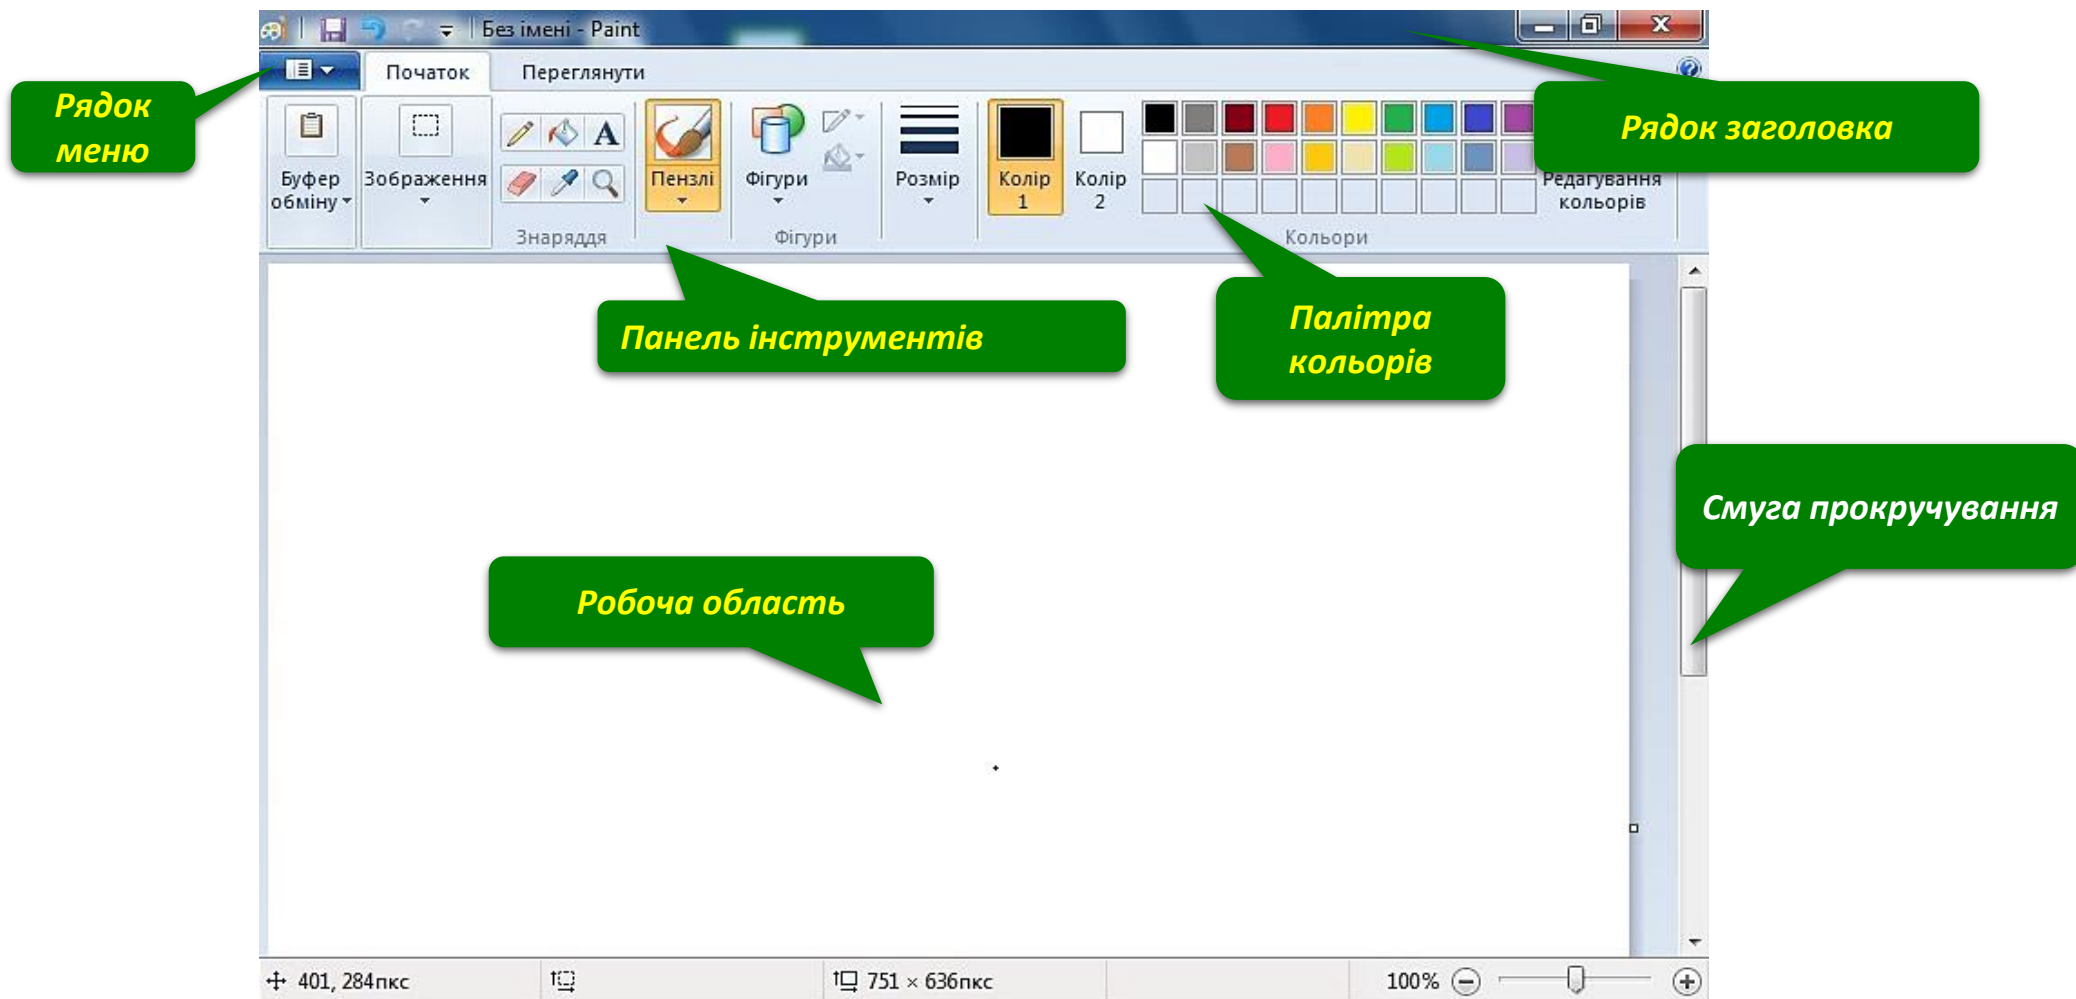 Без імені - Paint
Початок
Переглянути
Рядок
меню
Рядок заголовка
A
Буфер
обміну
Зображення
Пензлі
Фігури
Розмір
Колір
1
Колір
2
Редагування
кольорів
Знаряддя
Фігури
Кольори
Панель інструментів
Палітра
кольорів
Смуга прокручування
Робоча область
401, 284пкс
751 × 636пкс
100%